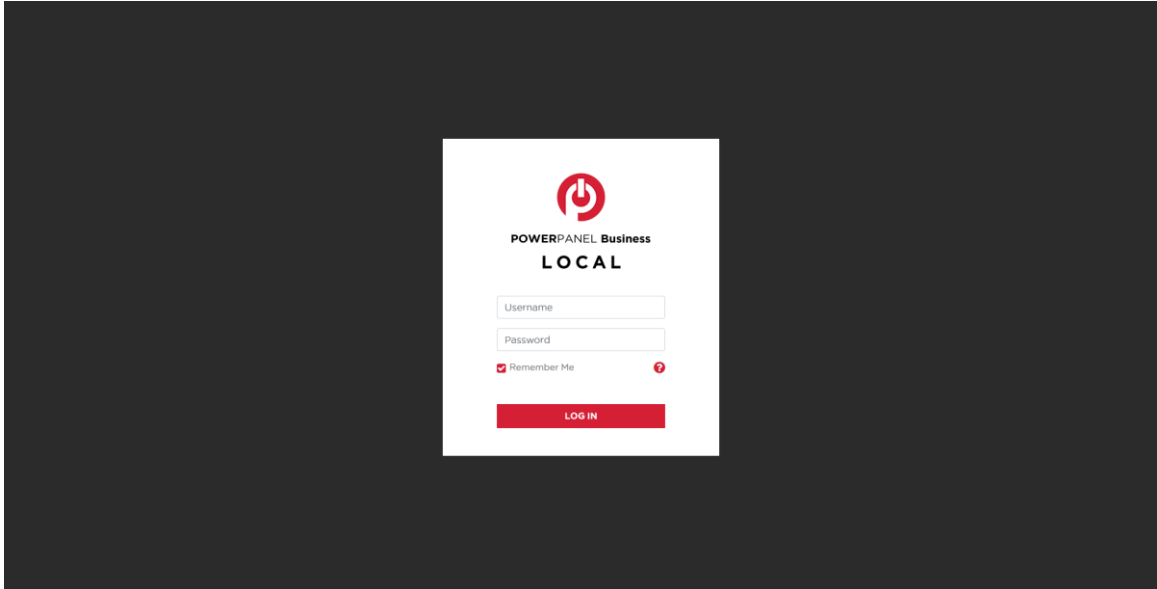 POWERPANEL Business
LOCAL
Username
Password
Remember Me ?
LOG IN